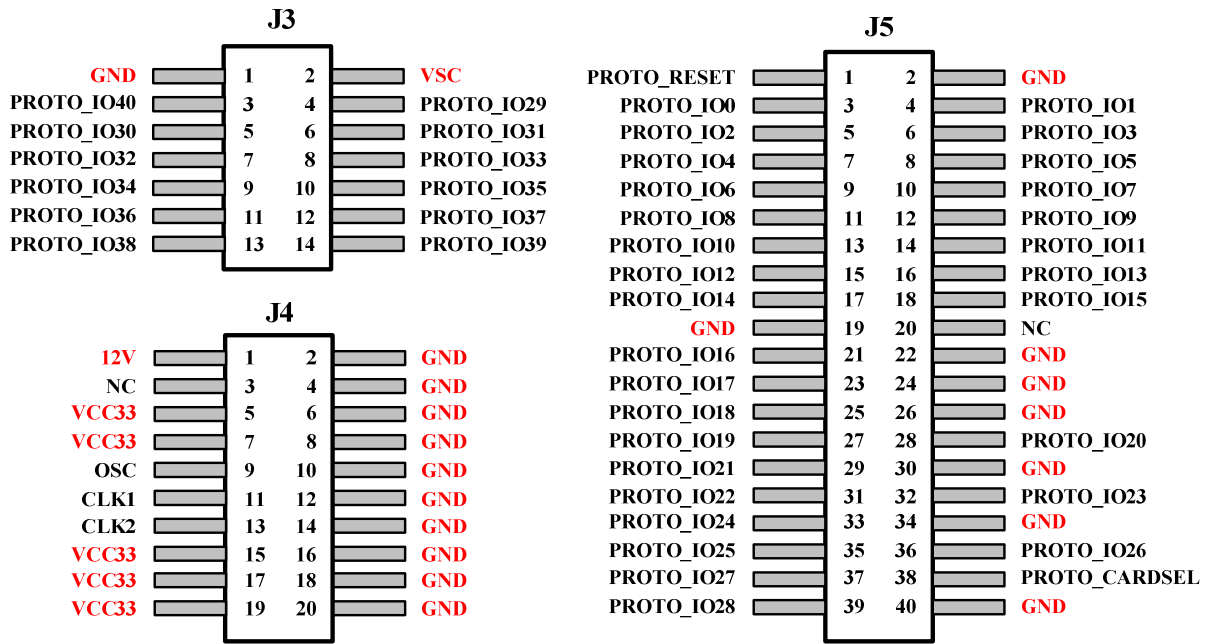 J3
GND 1 2 VSC
PROTO_IO40 3 4 PROTO_IO29
PROTO_IO30 5 6 PROTO_IO31
PROTO_IO32 7 8 PROTO_IO33
PROTO_IO34 9 10 PROTO_IO35
PROTO_IO36 11 12 PROTO_IO37
PROTO_IO38 13 14 PROTO_IO39
J4
12V 1 2 GND
NC 3 4 GND
VCC33 5 6 GND
VCC33 7 8 GND
OSC 9 10 GND
CLK1 11 12 GND
CLK2 13 14 GND
VCC33 15 16 GND
VCC33 17 18 GND
VCC33 19 20 GND
J5
PROTO_RESET 1 2 GND
PROTO_IO0 3 4 PROTO_IO1
PROTO_IO2 5 6 PROTO_IO3
PROTO_IO4 7 8 PROTO_IO5
PROTO_IO6 9 10 PROTO_IO7
PROTO_IO8 11 12 PROTO_IO9
PROTO_IO10 13 14 PROTO_IO11
PROTO_IO12 15 16 PROTO_IO13
PROTO_IO14 17 18 PROTO_IO15
GND 19 20 NC
PROTO_IO16 21 22 GND
PROTO_IO17 23 24 GND
PROTO_IO18 25 26 GND
PROTO_IO19 27 28 PROTO_IO20
PROTO_IO21 29 30 GND
PROTO_IO22 31 32 PROTO_IO23
PROTO_IO24 33 34 GND
PROTO_IO25 35 36 PROTO_IO26
PROTO_IO27 37 38 PROTO_CARDSEL
PROTO_IO28 39 40 GND